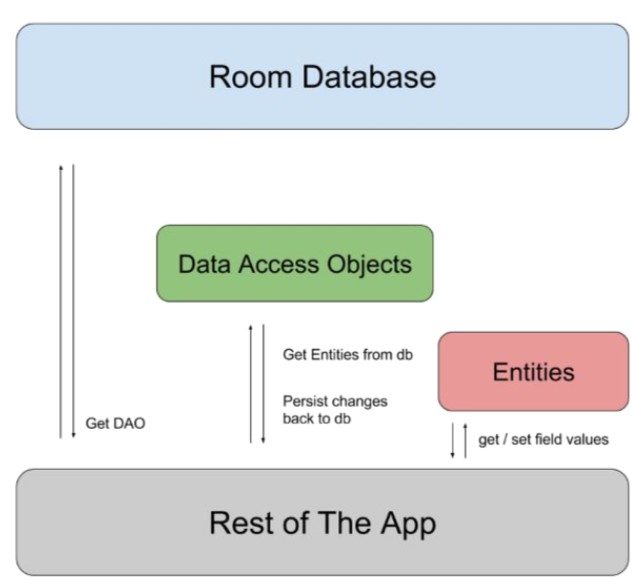 Room Database
Data Access Objects
Get Entities from db
Persist changes
back to db
Get DAO
Entities
get / set field values
Rest of The App